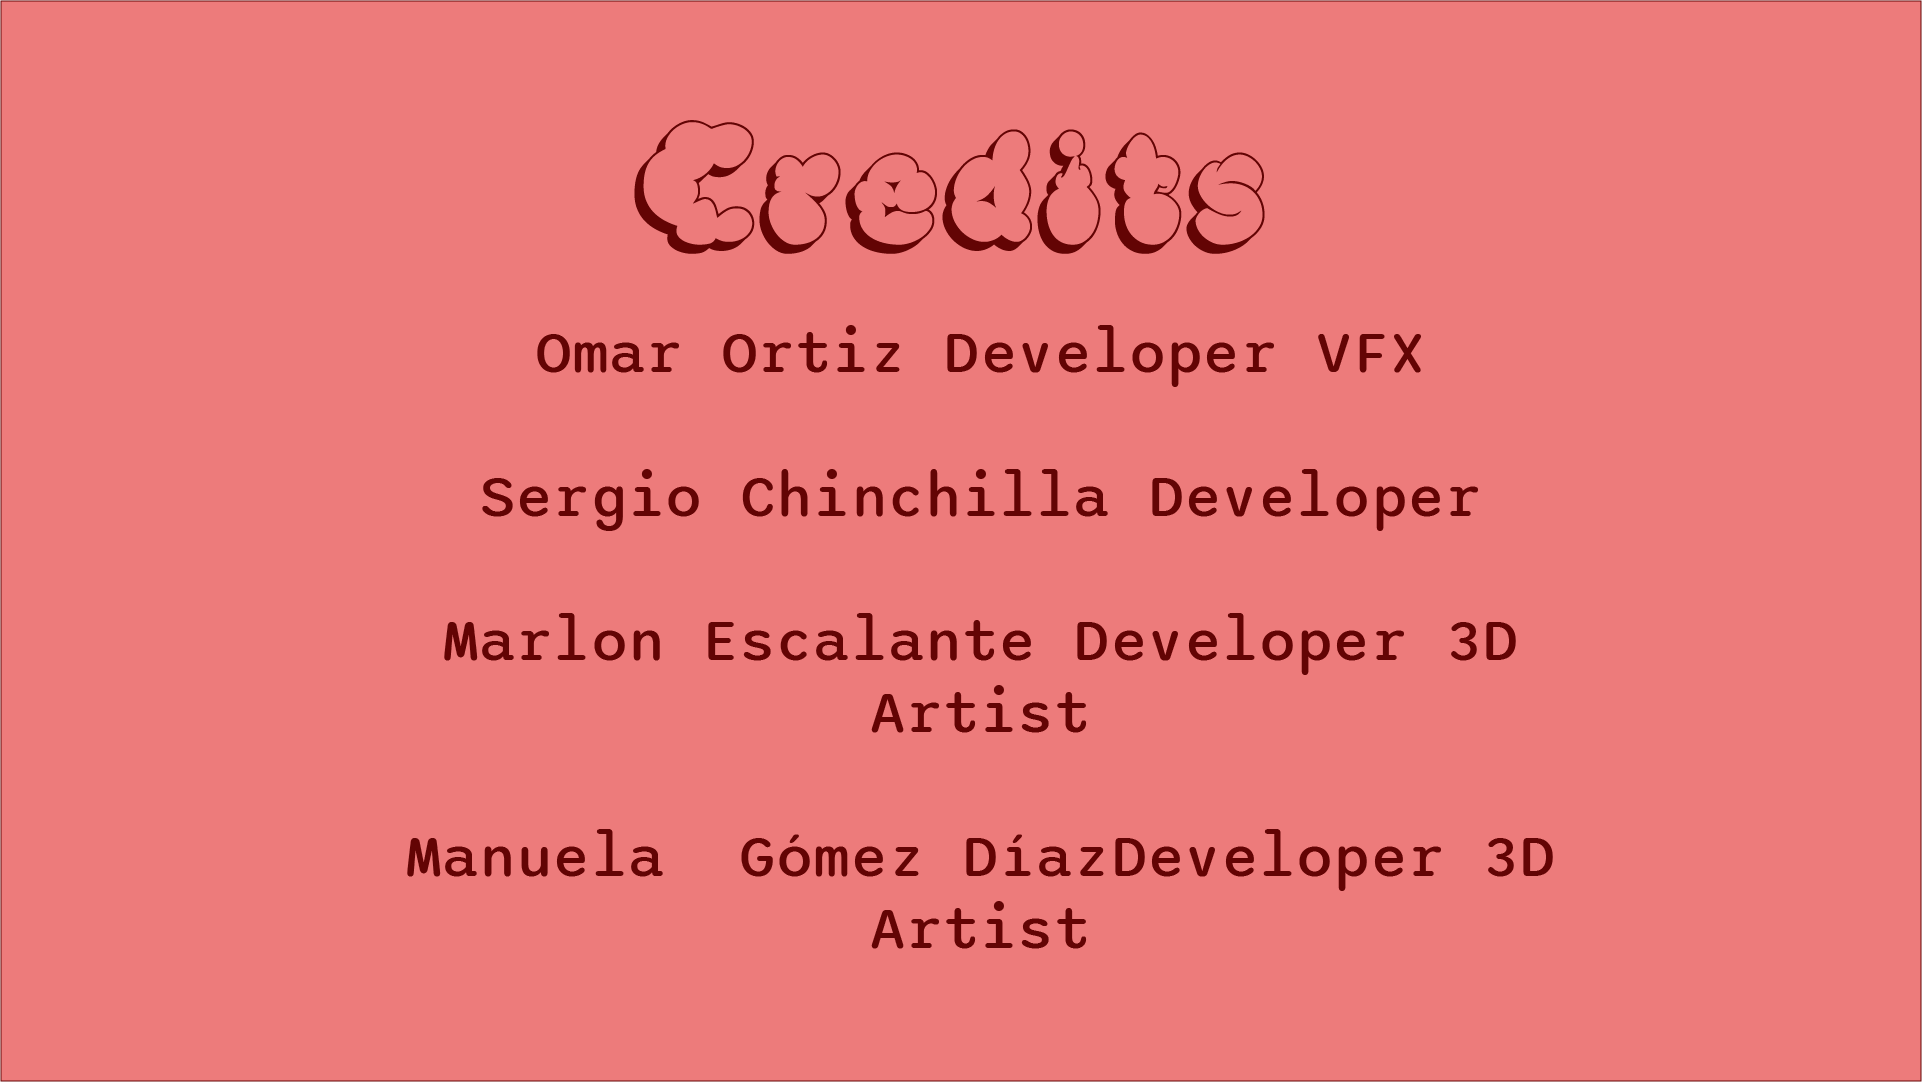 Credits
Omar Ortiz Developer VFX
Sergio Chinchilla Developer
Marlon Escalante Developer 3D
Artist
Manuela  Gómez DíazDeveloper 3D
Artist